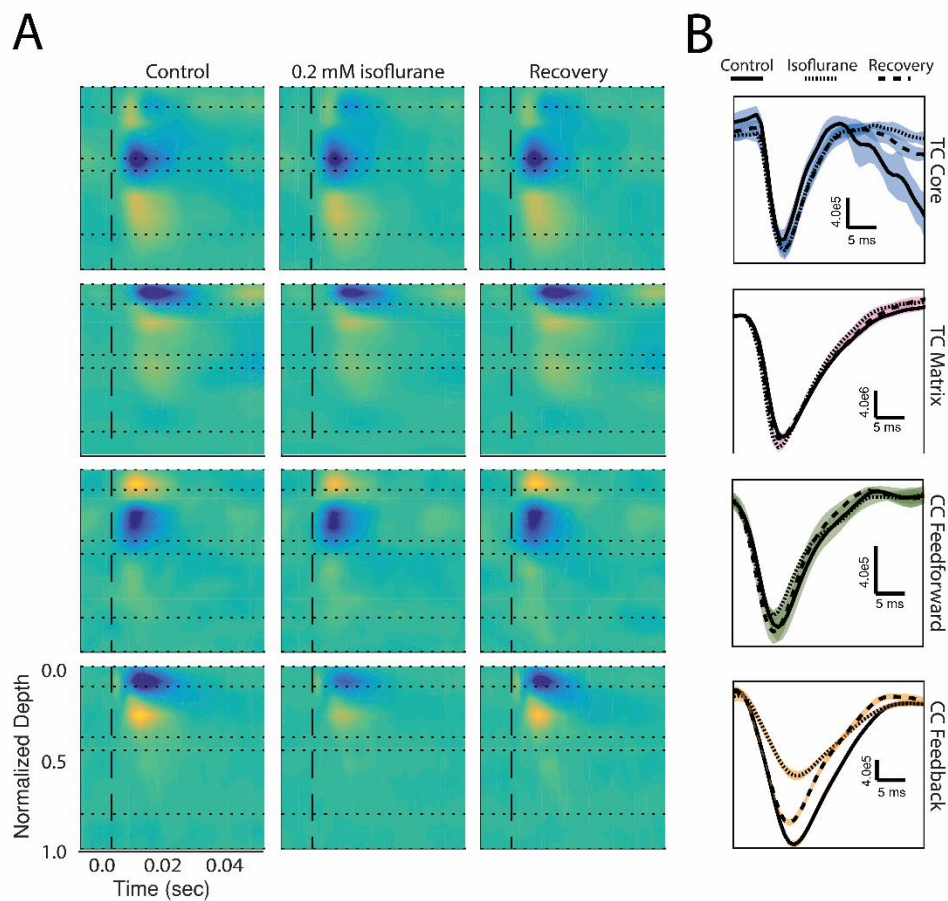 A
Control
0.2 mM isoflurane
Recovery
0.0
0.5
1.0
Normalized Depth
0.0
0.02
0.04
Time (sec)
B
Control
Isoflurane
Recovery
4.0e5
5 ms
TC Core
4.0e6
5 ms
TC Matrix
4.0e5
5 ms
CC Feedforward
4.0e5
5 ms
CC Feedback